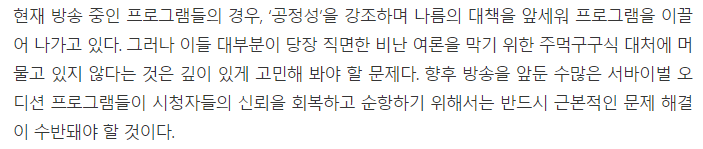 현재 방송 중인 프로그램들의 경우, ‘공정성’을 강조하며 나름의 대책을 앞세워 프로그램을 이끌
어 나가고 있다. 그러나 이들 대부분이 당장 직면한 비난 여론을 막기 위한 주먹구구식 대처에 머
물고 있지 않다는 것은 깊이 있게 고민해 봐야 할 문제다. 향후 방송을 앞둔 수많은 서바이벌 오
디션 프로그램들이 시청자들의 신뢰을 회복하고 순항하기 위해서는 반드시 근본적인 문제 해결
이 수반돼야 할 것이다.